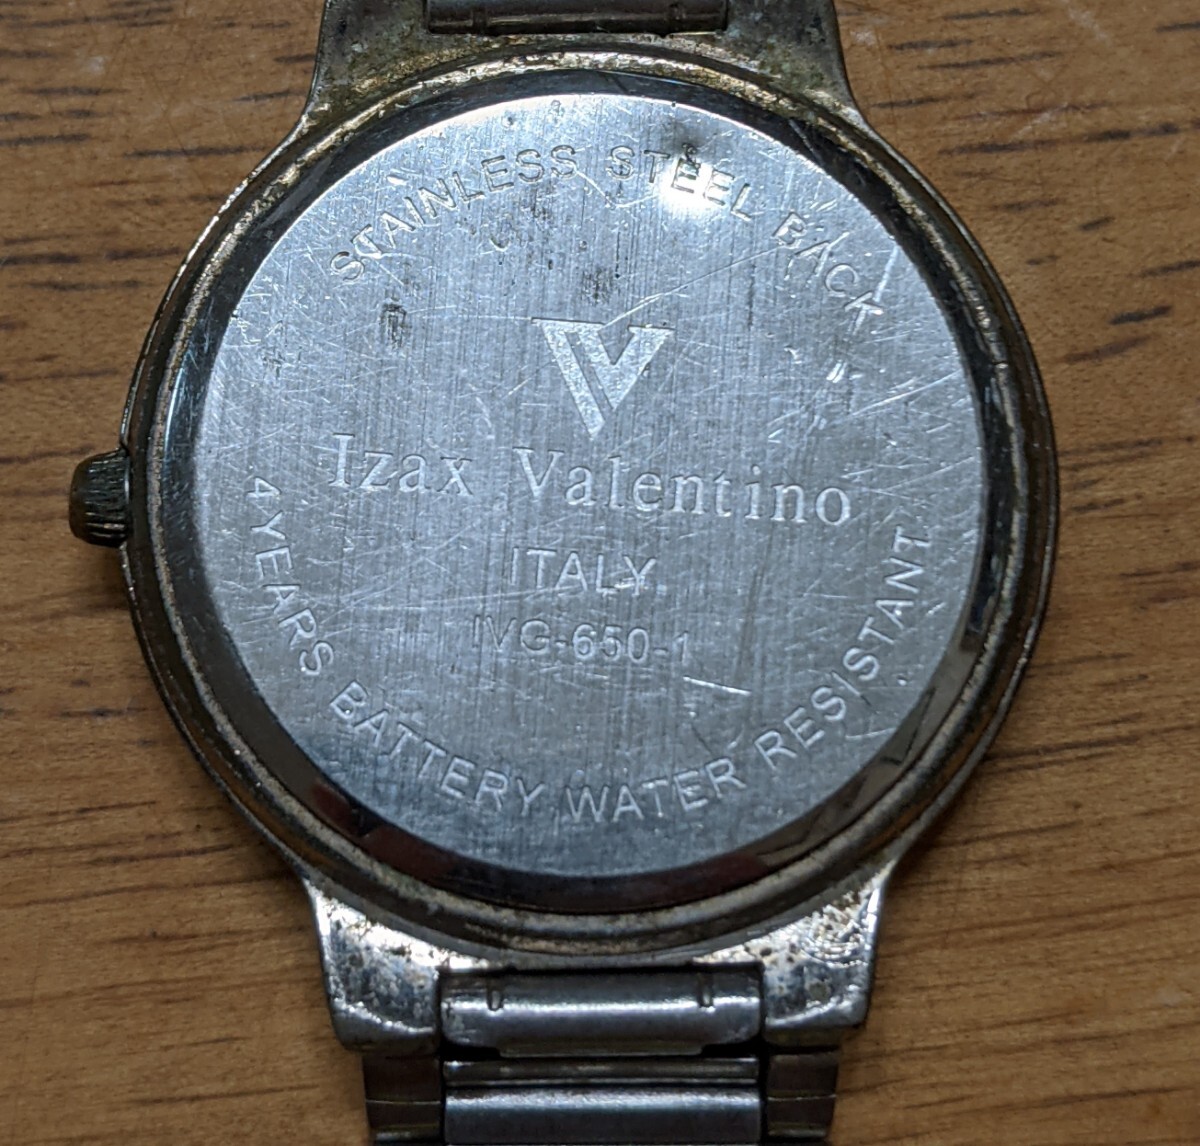 STAINLESS STEEL BACK
V
Izax Valentino
ITALY
IVG-650-1
4 YEARS BATTERY WATER RESISTANT